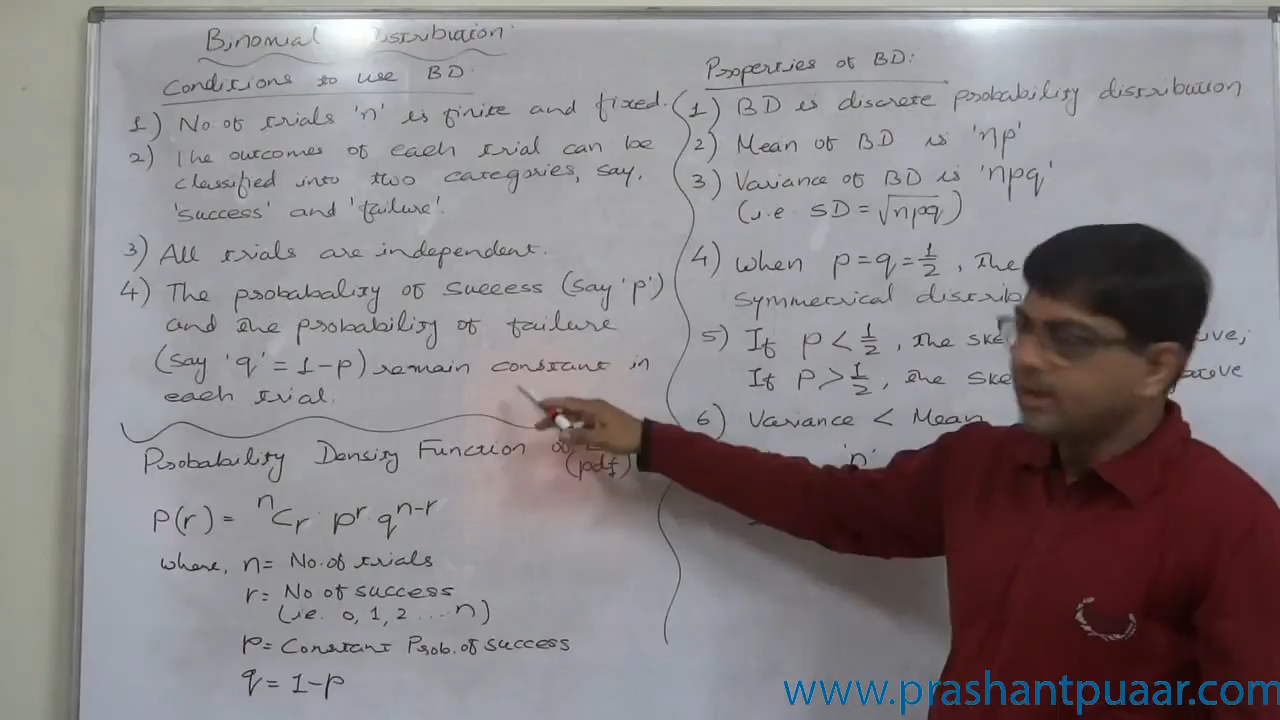 Binomial Distribution
Conditions to use BD:
1) No. of trials 'n' is finite and fixed.
2) The outcomes of each trial can be
classified into two categories, say,
'success' and 'failure'.
3) All trials are independent.
4) The probabality of success (say 'p')
and the probability of failure
(say 'q' = 1-p) remain constant in
each trial.
Probability Density Function of
(pdf)
P(r) = ⁿCr · p^r · q^(n-r)
where, n = No. of trials
r = No. of success
(i.e. 0, 1, 2 ... n)
p = Constant Prob. of success
q = 1-p
Properties of BD:
1) BD is discrete probability distribution
2) Mean of BD is 'np'
3) Variance of BD is 'npq'
(i.e. SD = √npq)
4) when p = q = 1/2, the
symmetrical distrib
5) If p < 1/2, the ske
If p > 1/2, the ske
6) Variance < Mean
'n'
www.prashantpuaar.com